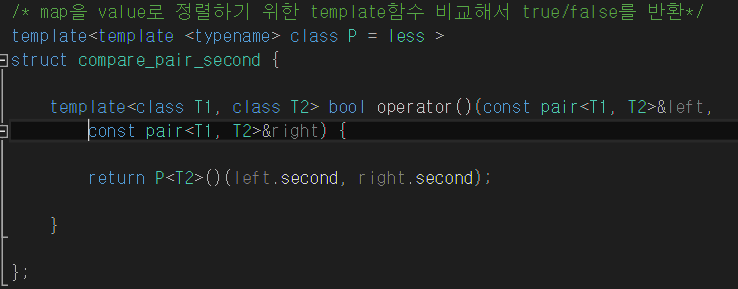 /* map을 value로 정렬하기 위한 template함수 비교해서 true/false를 반환*/
template<template <typename> class P = less >
struct compare_pair_second {
template<class T1, class T2> bool operator()(const pair<T1, T2>&left,
const pair<T1, T2>&right) {
return P<T2>()(left.second, right.second);
}
};